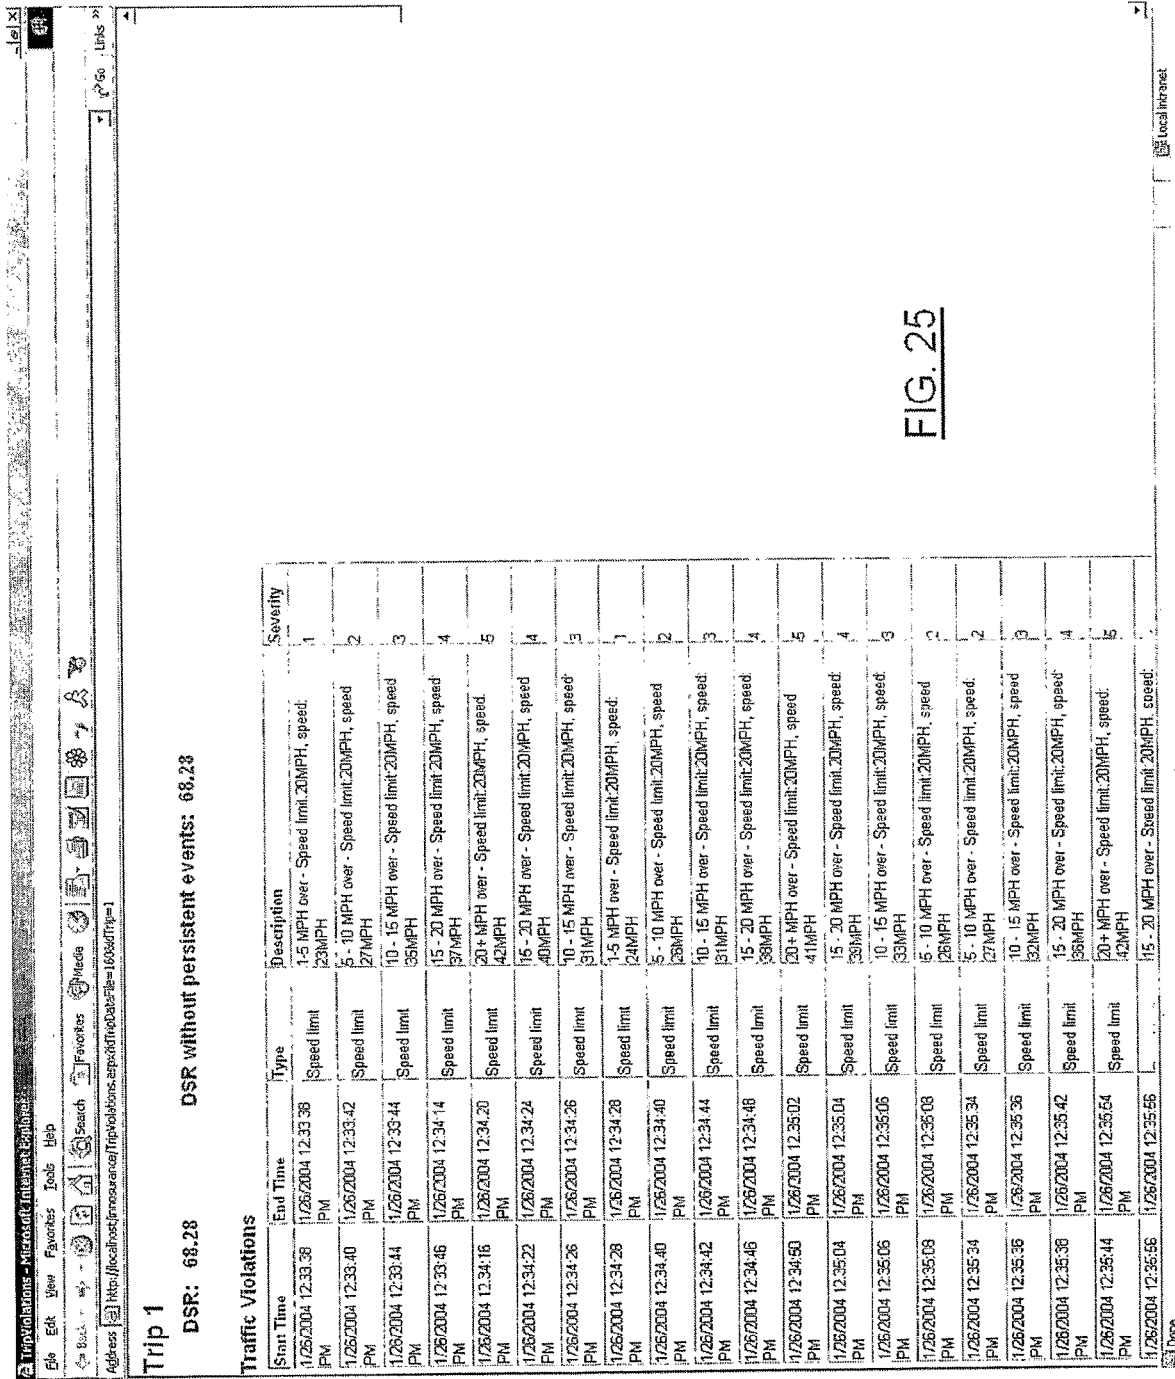 TripViolations - Microsoft Internet Explorer
File Edit View Favorites Tools Help
Back Search Favorites Media
Address http://localhost/Innosurance/TripViolations.aspx?idTripDataFile=160&idTrip=1 Go Links »
Trip 1
DSR: 68.28 DSR without persistent events: 68.28
Traffic Violations
Start Time End Time Type Description Severity
1/26/2004 12:33:38 PM 1/26/2004 12:33:38 PM Speed limit 1-5 MPH over - Speed limit:20MPH, speed: 23MPH 1
1/26/2004 12:33:40 PM 1/26/2004 12:33:42 PM Speed limit 5 - 10 MPH over - Speed limit:20MPH, speed 27MPH 2
1/26/2004 12:33:44 PM 1/26/2004 12:33:44 PM Speed limit 10 - 15 MPH over - Speed limit:20MPH, speed 35MPH 3
1/26/2004 12:33:46 PM 1/26/2004 12:34:14 PM Speed limit 15 - 20 MPH over - Speed limit:20MPH, speed: 37MPH 4
1/26/2004 12:34:16 PM 1/26/2004 12:34:20 PM Speed limit 20+ MPH over - Speed limit:20MPH, speed: 42MPH 5
1/26/2004 12:34:22 PM 1/26/2004 12:34:24 PM Speed limit 15 - 20 MPH over - Speed limit:20MPH, speed 40MPH 4
1/26/2004 12:34:26 PM 1/26/2004 12:34:26 PM Speed limit 10 - 15 MPH over - Speed limit:20MPH, speed: 31MPH 3
1/26/2004 12:34:28 PM 1/26/2004 12:34:28 PM Speed limit 1-5 MPH over - Speed limit:20MPH, speed: 24MPH 1
1/26/2004 12:34:40 PM 1/26/2004 12:34:40 PM Speed limit 5 - 10 MPH over - Speed limit:20MPH, speed 26MPH 2
1/26/2004 12:34:42 PM 1/26/2004 12:34:44 PM Speed limit 10 - 15 MPH over - Speed limit:20MPH, speed: 31MPH 3
1/26/2004 12:34:46 PM 1/26/2004 12:34:48 PM Speed limit 15 - 20 MPH over - Speed limit:20MPH, speed: 38MPH 4
1/26/2004 12:34:50 PM 1/26/2004 12:35:02 PM Speed limit 20+ MPH over - Speed limit:20MPH, speed 41MPH 5
1/26/2004 12:35:04 PM 1/26/2004 12:35:04 PM Speed limit 15 - 20 MPH over - Speed limit:20MPH, speed: 39MPH 4
1/26/2004 12:35:06 PM 1/26/2004 12:35:06 PM Speed limit 10 - 15 MPH over - Speed limit:20MPH, speed: 33MPH 3
1/26/2004 12:35:08 PM 1/26/2004 12:35:08 PM Speed limit 5 - 10 MPH over - Speed limit:20MPH, speed 26MPH 2
1/26/2004 12:35:34 PM 1/26/2004 12:35:34 PM Speed limit 5 - 10 MPH over - Speed limit:20MPH, speed: 27MPH 2
1/26/2004 12:35:36 PM 1/26/2004 12:35:36 PM Speed limit 10 - 15 MPH over - Speed limit:20MPH, speed 32MPH 3
1/26/2004 12:35:38 PM 1/26/2004 12:35:42 PM Speed limit 15 - 20 MPH over - Speed limit:20MPH, speed: 36MPH 4
1/26/2004 12:35:44 PM 1/26/2004 12:35:54 PM Speed limit 20+ MPH over - Speed limit:20MPH, speed: 42MPH 5
1/26/2004 12:35:56 1/26/2004 12:35:56 15 - 20 MPH over - Speed limit:20MPH, speed:
Done Local intranet
FIG. 25